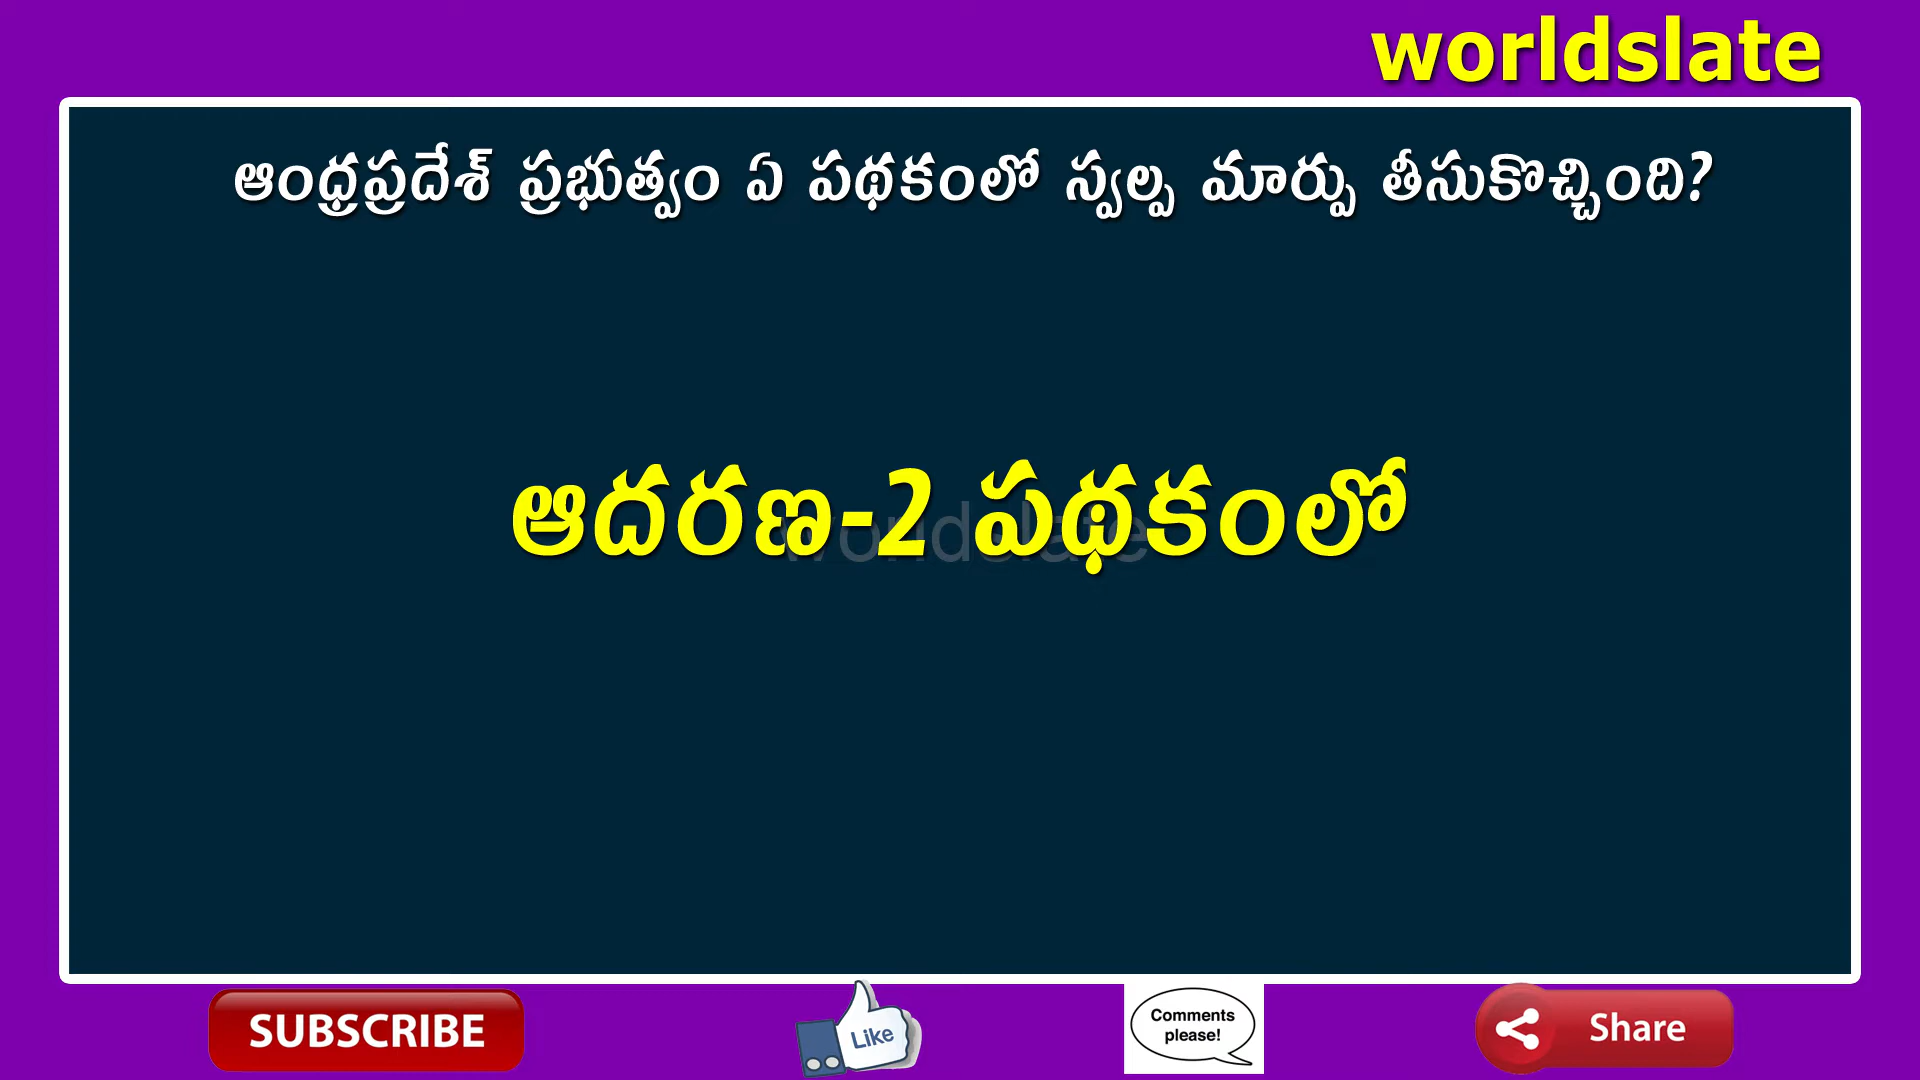 worldslate
ఆంధ్రప్రదేశ్ ప్రభుత్వం ఏ పథకంలో స్వల్ప మార్పు తీసుకొచ్చింది?
ఆదరణ-2 పథకంలో
SUBSCRIBE
Like
Comments
please!
Share